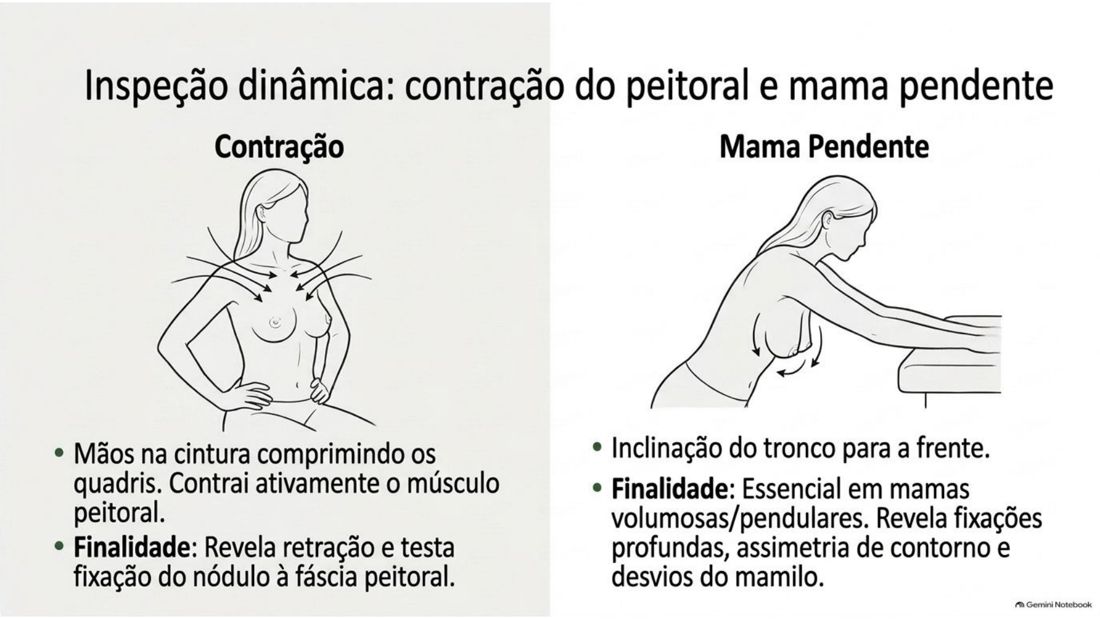 Inspeção dinâmica: contração do peitoral e mama pendente
Contração
• Mãos na cintura comprimindo os
quadris. Contrai ativamente o músculo
peitoral.
• Finalidade: Revela retração e testa
fixação do nódulo à fáscia peitoral.
Mama Pendente
• Inclinação do tronco para a frente.
• Finalidade: Essencial em mamas
volumosas/pendulares. Revela fixações
profundas, assimetria de contorno e
desvios do mamilo.
Gemini Notebook